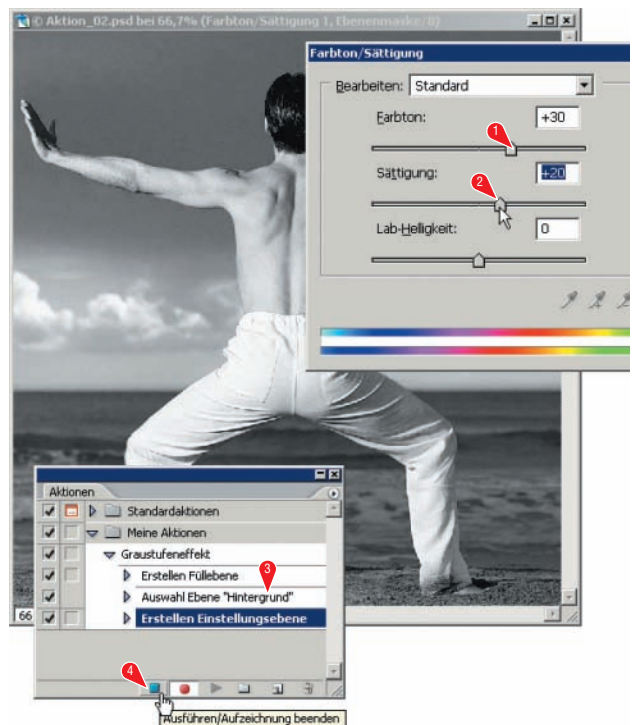 © Aktion_02.psd bei 66,7% (Farbton/Sättigung 1, Ebenenmaske/8)
Farbton/Sättigung
Bearbeiten: Standard
Farbton: +30
1
Sättigung: +20
2
Lab-Helligkeit: 0
Aktionen
Standardaktionen
Meine Aktionen
Graustufeneffekt
3
Erstellen Füllebene
Auswahl Ebene "Hintergrund"
66
Erstellen Einstellungsebene
4
Ausführen/Aufzeichnung beenden